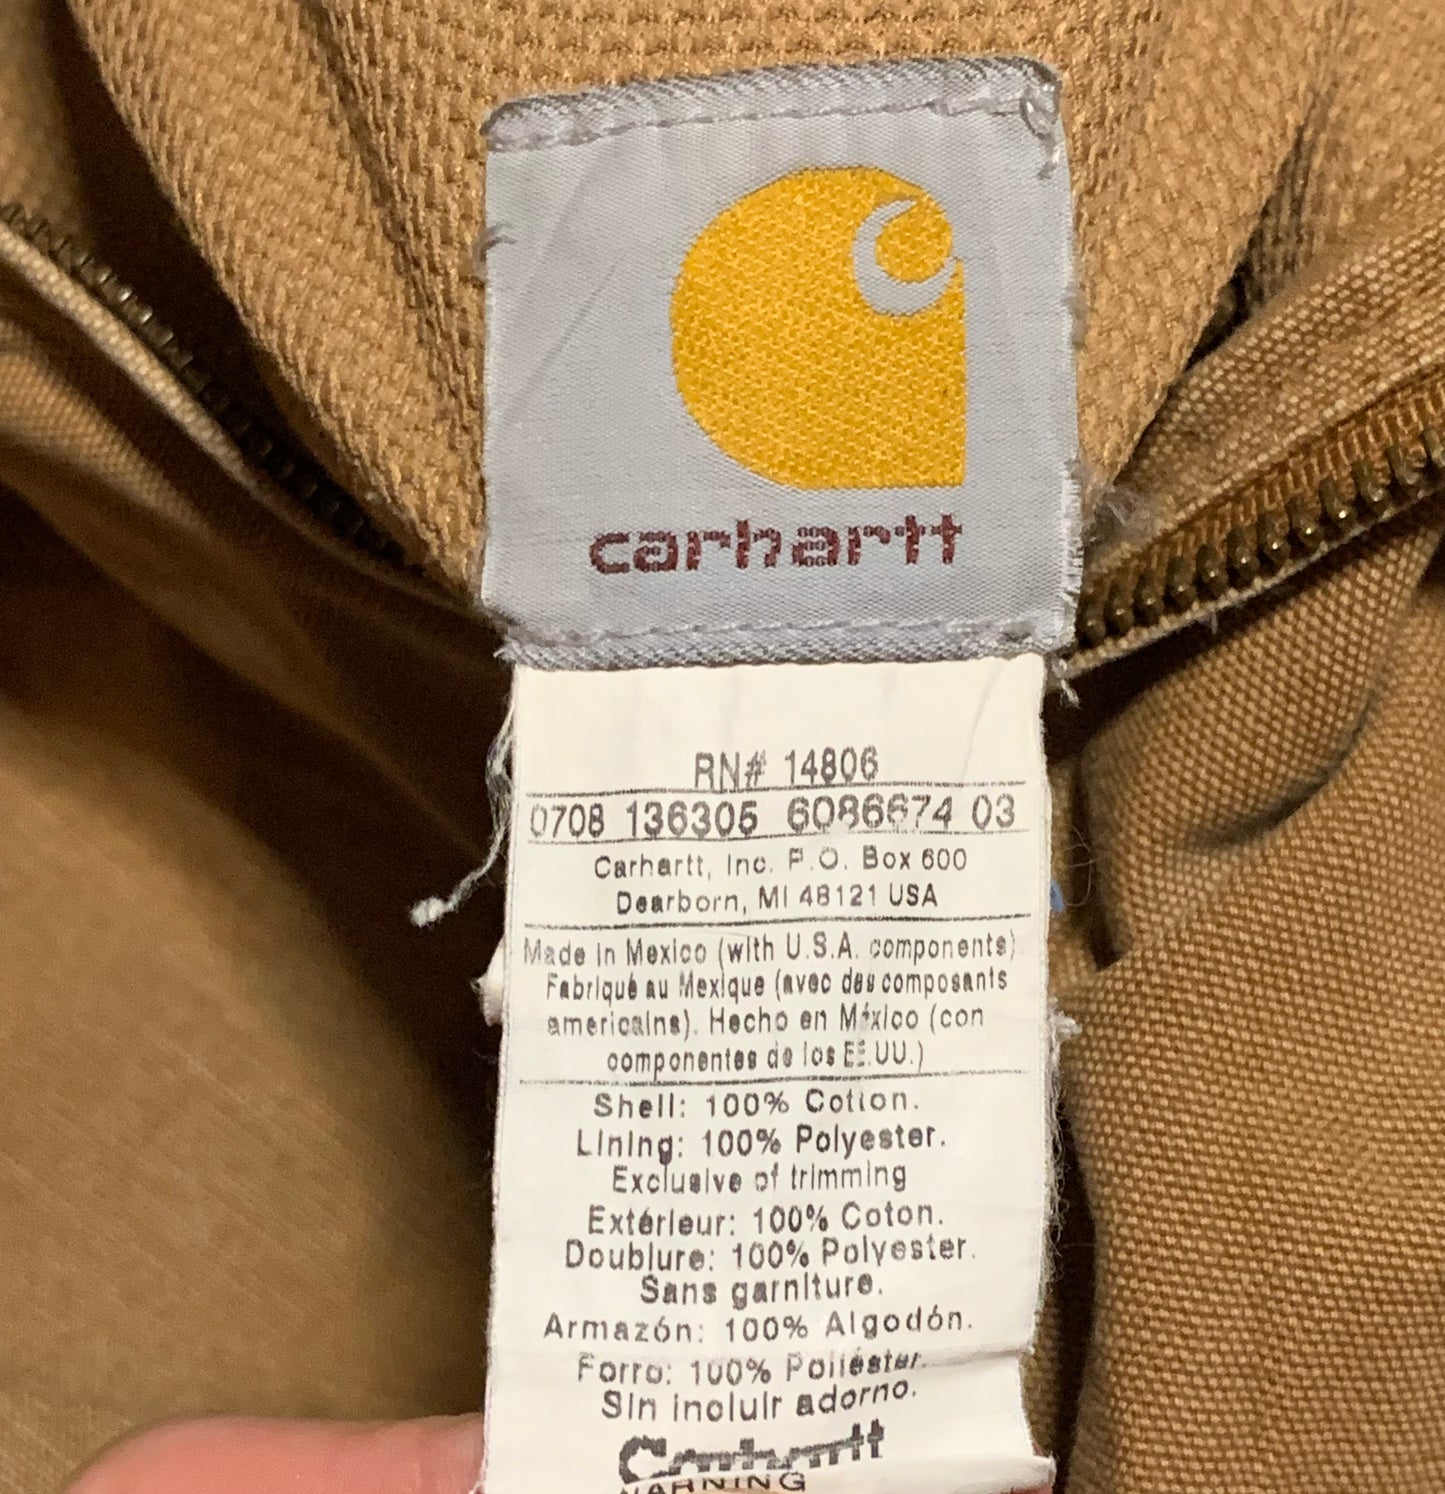 carhartt
RN# 14806
0708 136305 6086674 03
Carhartt, Inc. P.O. Box 600
Dearborn, MI 48121 USA
Made in Mexico (with U.S.A. components)
Fabriqué au Mexique (avec des composants
americains). Hecho en México (con
componentes de los EE.UU.)
Shell: 100% Cotton.
Lining: 100% Polyester.
Exclusive of trimming
Extérieur: 100% Coton.
Doublure: 100% Polyester.
Sans garniture.
Armazón: 100% Algodón.
Forro: 100% Poliéster.
Sin incluir adorno.
Carhartt
WARNING